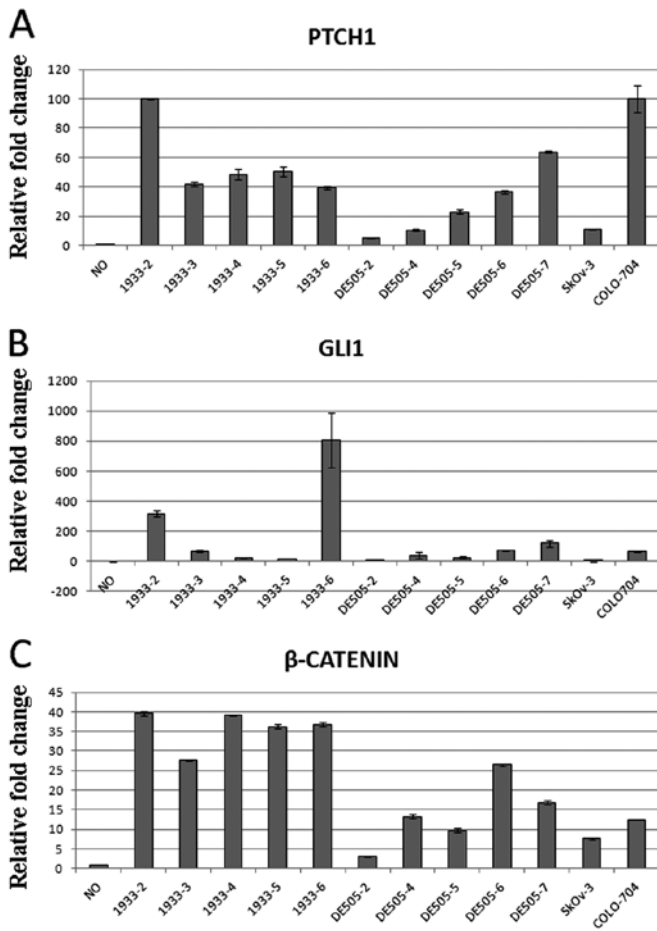 A
PTCH1
Relative fold change
120
100
80
60
40
20
0
NO 1933-2 1933-3 1933-4 1933-5 1933-6 DE505-2 DE505-4 DE505-5 DE505-6 DE505-7 SkOv-3 COLO-704
B
GLI1
Relative fold change
1200
1000
800
600
400
200
0
-200
NO 1933-2 1933-3 1933-4 1933-5 1933-6 DE505-2 DE505-4 DE505-5 DE505-6 DE505-7 SkOv-3 COLO704
C
β-CATENIN
Relative fold change
45
40
35
30
25
20
15
10
5
0
NO 1933-2 1933-3 1933-4 1933-5 1933-6 DE505-2 DE505-4 DE505-5 DE505-6 DE505-7 SkOv-3 COLO-704